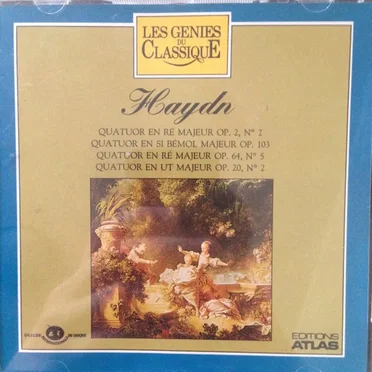 LES GENIES
DU
CLASSIQUE
Haydn
QUATUOR EN RÉ MAJEUR OP. 2, N° 2
QUATUOR EN SI BÉMOL MAJEUR OP. 103
QUATUOR EN RÉ MAJEUR OP. 64, N° 5
QUATUOR EN UT MAJEUR OP. 20, N° 2
EDITIONS
ATLAS